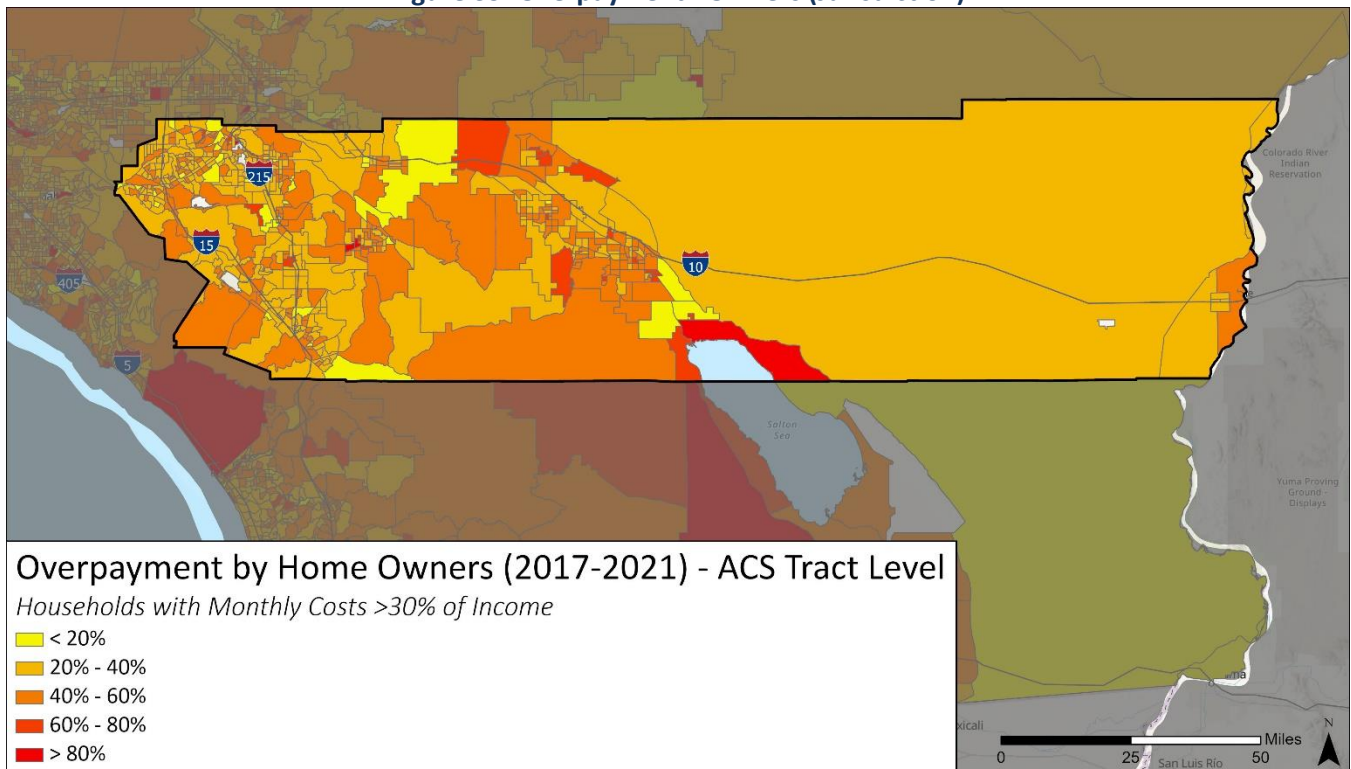 215
15
10
405
5
Colorado River
Indian
Reservation
Salton
Sea
Yuma Proving
Ground -
Displays
Overpayment by Home Owners (2017-2021) - ACS Tract Level
Households with Monthly Costs >30% of Income
< 20%
20% - 40%
40% - 60%
60% - 80%
> 80%
xicali
San Luis Río
N
Miles
0
25
50